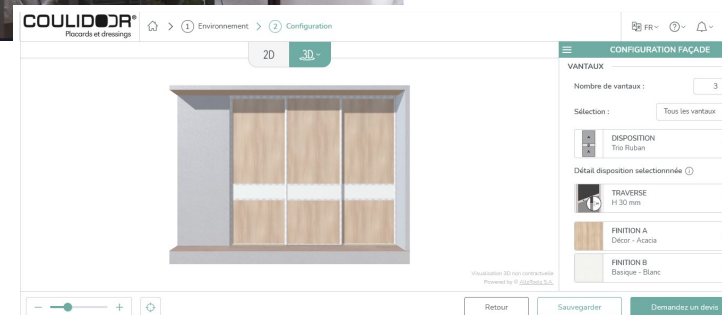 COULIDOOR®
Placards et dressings
1 Environnement
2 Configuration
FR
?
2D
3D
CONFIGURATION FAÇADE
VANTAUX
Nombre de vantaux :
3
Sélection :
Tous les vantaux
A
B
A
DISPOSITION
Trio Ruban
Détail disposition selectionnnée
TRAVERSE
H 30 mm
FINITION A
Décor - Acacia
FINITION B
Basique - Blanc
Visualisation 3D non contractuelle
Powered by ©
- +
Retour
Sauvegarder
Demandez un devis